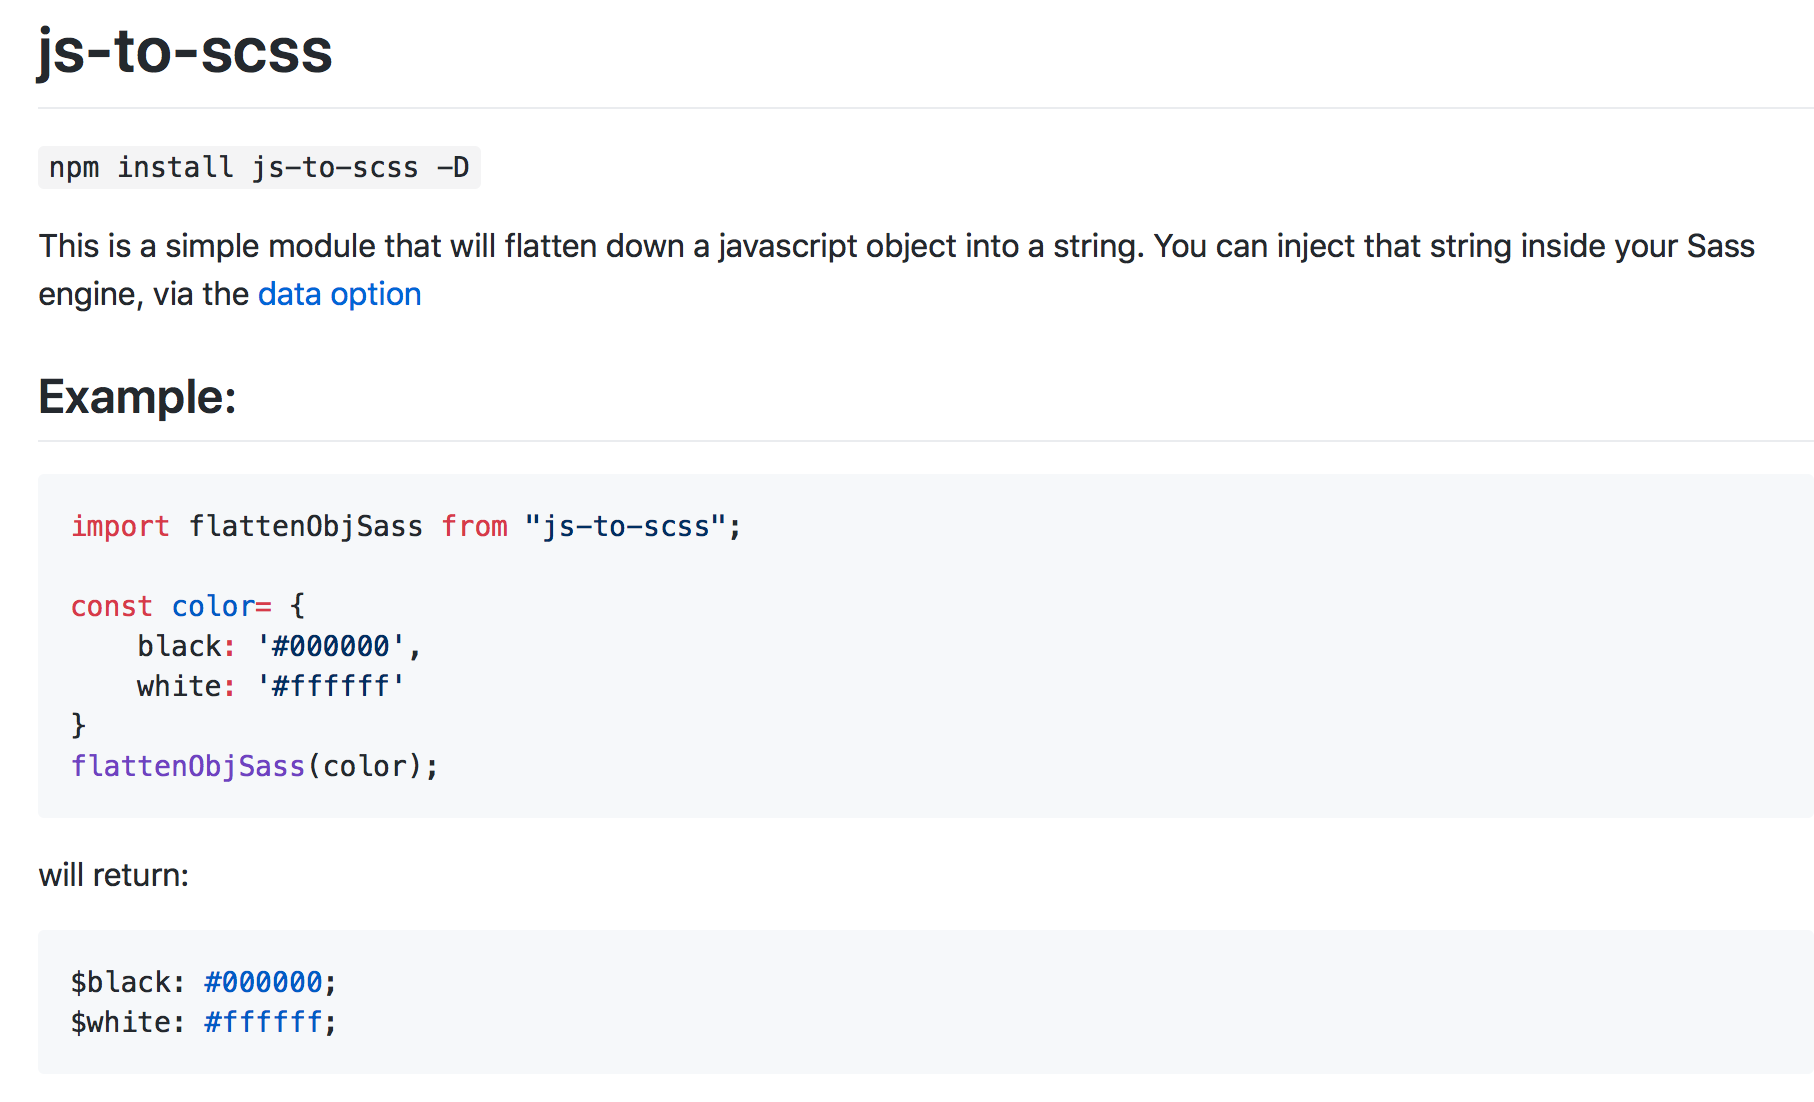 js-to-scss
npm install js-to-scss -D
This is a simple module that will flatten down a javascript object into a string. You can inject that string inside your Sass
engine, via the data option
Example:
import flattenObjSass from "js-to-scss";
const color= {
    black: '#000000',
    white: '#ffffff'
}
flattenObjSass(color);
will return:
$black: #000000;
$white: #ffffff;